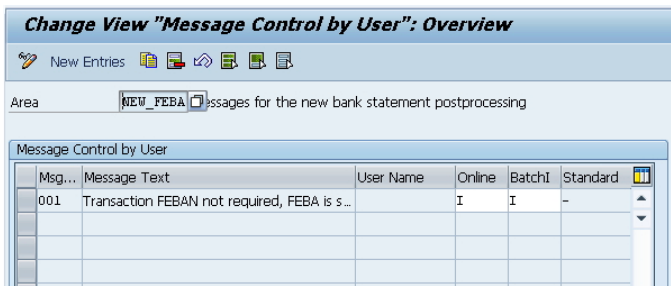 Change View "Message Control by User": Overview
New Entries
Area NEW_FEBA ssages for the new bank statement postprocessing
Message Control by User
Msg... Message Text User Name Online BatchI Standard
001 Transaction FEBAN not required, FEBA is s... I I -